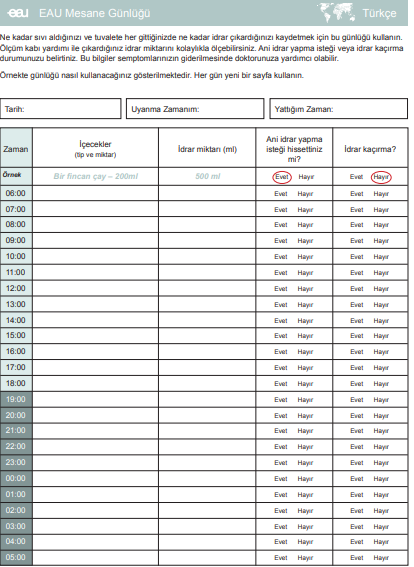 eau EAU Mesane Günlüğü Türkçe
Ne kadar sıvı aldığınızı ve tuvalete her gittiğinizde ne kadar idrar çıkardığınızı kaydetmek için bu günlüğü kullanın.
Ölçüm kabı yardımı ile çıkardığınız idrar miktarını kolaylıkla ölçebilirsiniz. Ani idrar yapma isteği veya idrar kaçırma
durumunuzu belirtiniz. Bu bilgiler semptomlarınızın giderilmesinde doktorunuza yardımcı olabilir.
Örnekte günlüğü nasıl kullanacağınız gösterilmektedir. Her gün yeni bir sayfa kullanın.
Tarih: Uyanma Zamanım: Yattığım Zaman:
Zaman İçecekler (tip ve miktar) İdrar miktarı (ml) Ani idrar yapma isteği hissettiniz mi? İdrar kaçırma?
Örnek Bir fincan çay – 200ml 500 ml Evet Hayır Evet Hayır
06:00 Evet Hayır Evet Hayır
07:00 Evet Hayır Evet Hayır
08:00 Evet Hayır Evet Hayır
09:00 Evet Hayır Evet Hayır
10:00 Evet Hayır Evet Hayır
11:00 Evet Hayır Evet Hayır
12:00 Evet Hayır Evet Hayır
13:00 Evet Hayır Evet Hayır
14:00 Evet Hayır Evet Hayır
15:00 Evet Hayır Evet Hayır
16:00 Evet Hayır Evet Hayır
17:00 Evet Hayır Evet Hayır
18:00 Evet Hayır Evet Hayır
19:00 Evet Hayır Evet Hayır
20:00 Evet Hayır Evet Hayır
21:00 Evet Hayır Evet Hayır
22:00 Evet Hayır Evet Hayır
23:00 Evet Hayır Evet Hayır
00:00 Evet Hayır Evet Hayır
01:00 Evet Hayır Evet Hayır
02:00 Evet Hayır Evet Hayır
03:00 Evet Hayır Evet Hayır
04:00 Evet Hayır Evet Hayır
05:00 Evet Hayır Evet Hayır